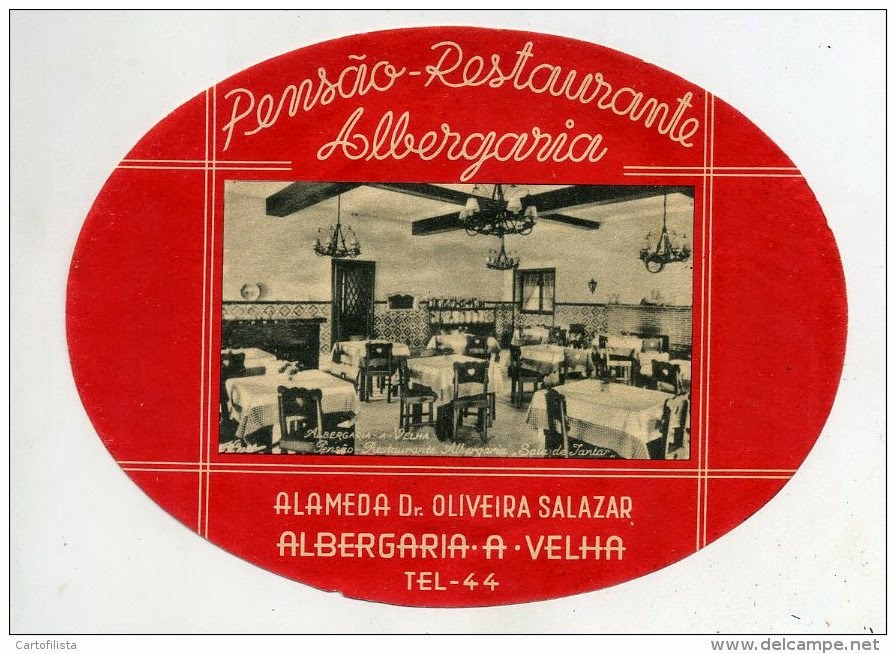 Pensão-Restaurante
Albergaria
ALBERGARIA-A-VELHA
Pensão Restaurante Albergaria „Sala de Jantar„
ALAMEDA Dr. OLIVEIRA SALAZAR
ALBERGARIA·A·VELHA
TEL-44
Cartofilista
www.delcampe.net